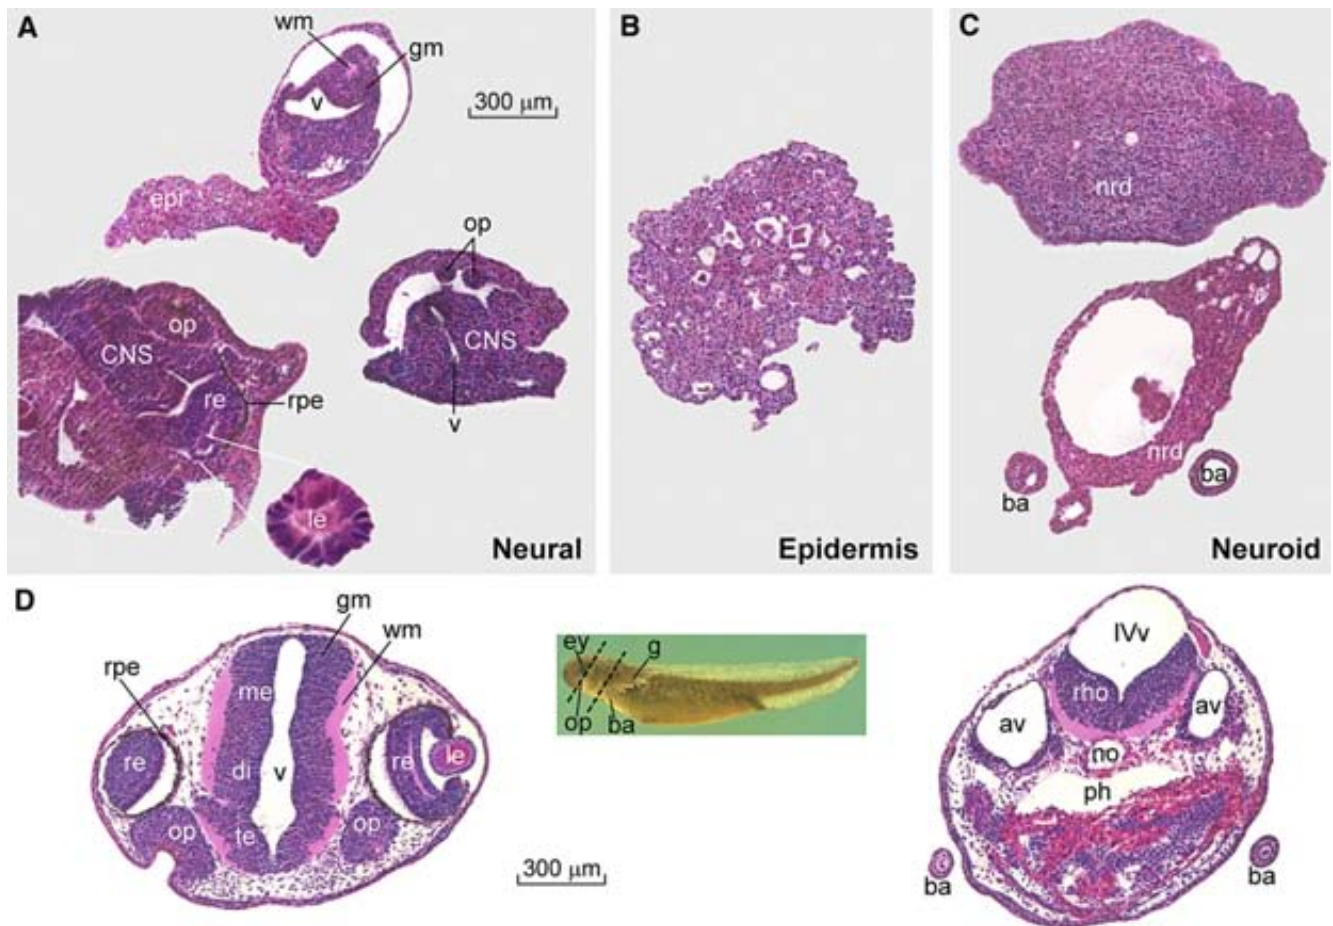 A
wm
gm
v
300 µm
epr
op
op
CNS
CNS
re
rpe
v
le
Neural
B
Epidermis
C
nrd
nrd
ba
ba
Neuroid
D
gm
wm
rpe
me
re
di
v
re
le
op
te
op
300 µm
ey
g
op
ba
IVv
rho
av
av
no
ph
ba
ba